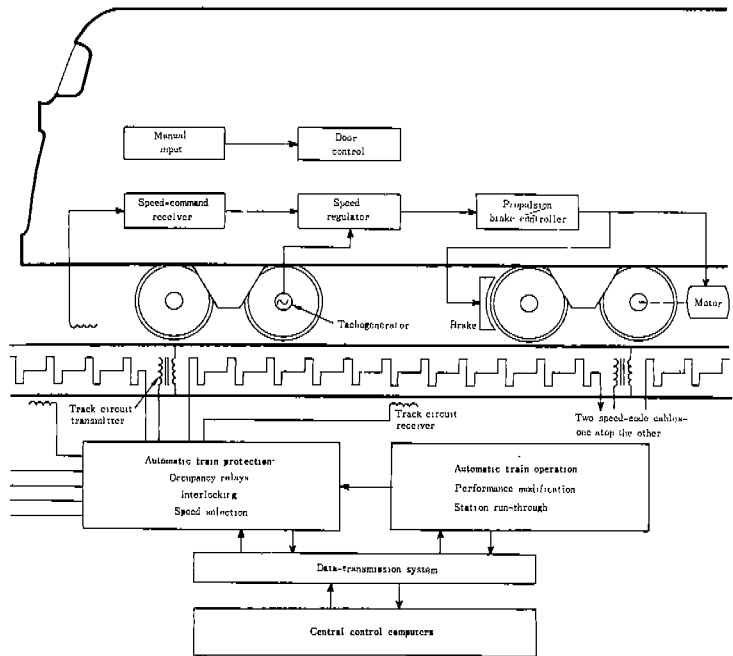 Manual
input
Door
control
Speed-command
receiver
Speed
regulator
Propulsion
brake controller
Tachogenerator
Brake
Motor
Track circuit
transmitter
Track circuit
receiver
Two speed-code cables-
one atop the other
Automatic train protection
Occupancy relays
Interlocking
Speed selection
Automatic train operation
Performance modification
Station run-through
Data-transmission system
Central control computers